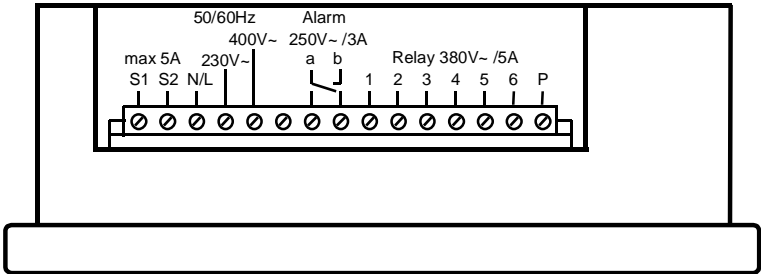 50/60Hz Alarm
400V~ 250V~ /3A
max 5A 230V~ a b Relay 380V~ /5A
S1 S2 N/L 1 2 3 4 5 6 P